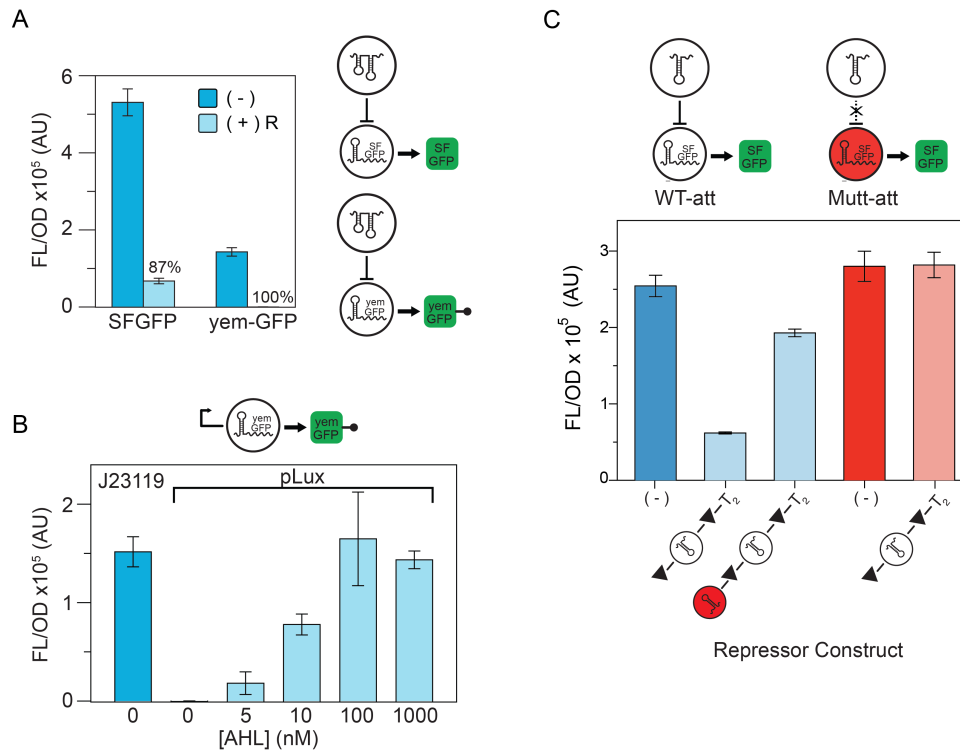 A
FL/OD x10⁵ (AU)
6
4
2
0
(-)
(+) R
87%
100%
SFGFP
yem-GFP
SF
GFP
SF
GFP
yem
GFP
yem
GFP
B
yem
GFP
yem
GFP
FL/OD x10⁵ (AU)
2
1
0
J23119
pLux
0
0
5
10
100
1000
[AHL] (nM)
C
SF
GFP
SF
GFP
WT-att
SF
GFP
SF
GFP
Mutt-att
FL/OD x 10⁵ (AU)
3
2
1
0
(-)
T₂
T₂
(-)
T₂
Repressor Construct